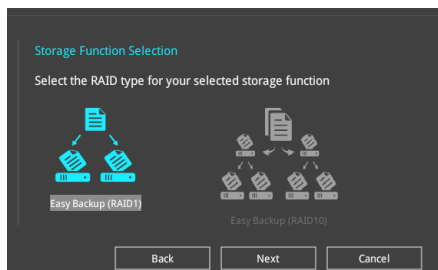 Storage Function Selection
Select the RAID type for your selected storage function
Easy Backup (RAID1)
Easy Backup (RAID10)
Back
Next
Cancel